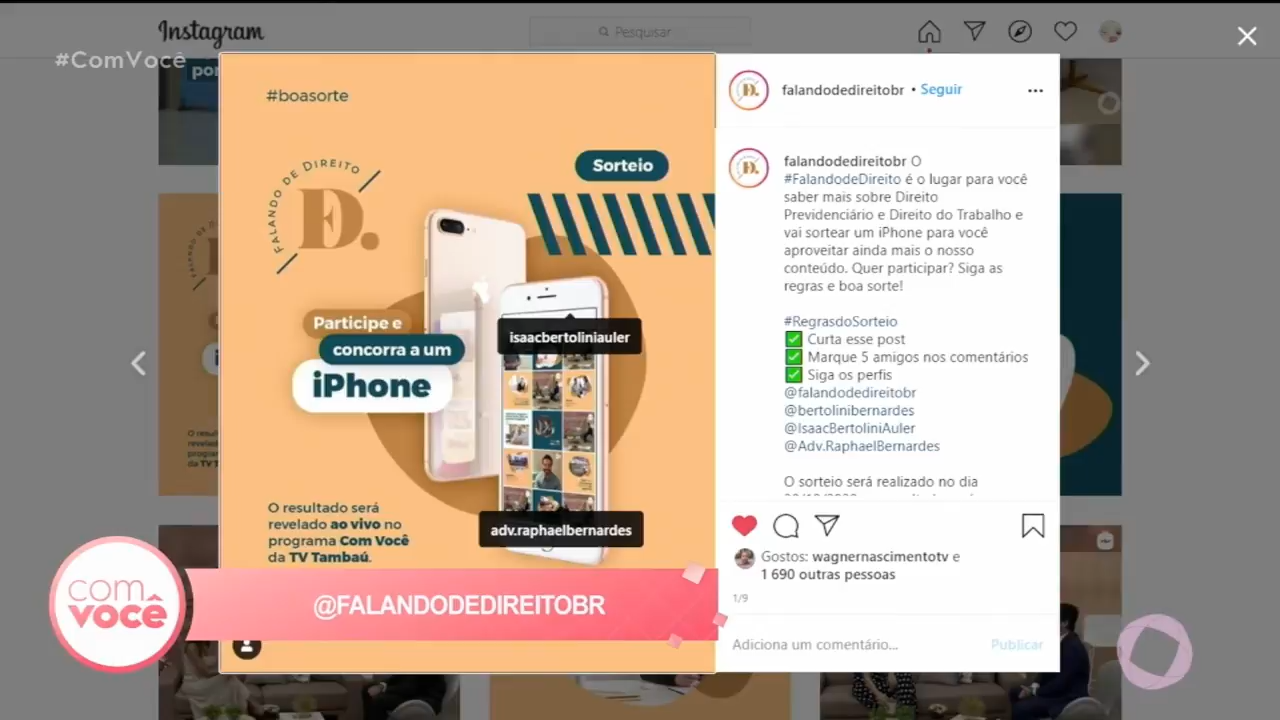 Instagram
Pesquisar
#ComVocê
#boasorte
FALANDO DE DIREITO
D.
Sorteio
Participe e
concorra a um
iPhone
isaacbertoliniauler
adv.raphaelbernardes
O resultado será
revelado ao vivo no
programa Com Você
da TV Tambaú.
com
você
@FALANDODEDIREITOBR
falandodedireitobr • Seguir
falandodedireitobr O
#FalandodeDireito é o lugar para você
saber mais sobre Direito
Previdenciário e Direito do Trabalho e
vai sortear um iPhone para você
aproveitar ainda mais o nosso
conteúdo. Quer participar? Siga as
regras e boa sorte!
#RegrasdoSorteio
✅ Curta esse post
✅ Marque 5 amigos nos comentários
✅ Siga os perfis
@falandodedireitobr
@bertolinibernardes
@IsaacBertoliniAuler
@Adv.RaphaelBernardes
O sorteio será realizado no dia
Gostos: wagnernascimentotv e
1 690 outras pessoas
1/9
Adiciona um comentário...
Publicar